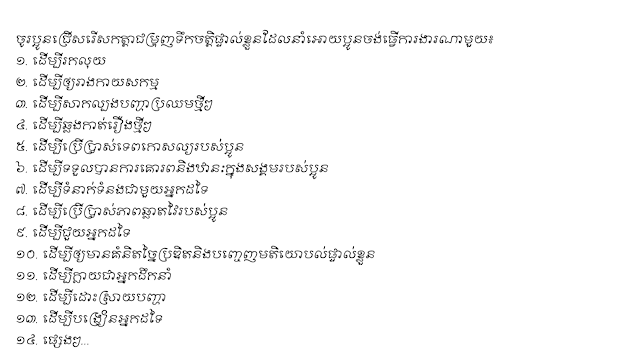 ចូរប្អូនជ្រើសរើសកត្តាជម្រុញទឹកចត្តិផ្ទាល់ខ្លួនដែលនាំអោយប្អូនចង់ធ្វើការងារណាមួយ៖
១. ដើម្បីរកលុយ
២. ដើម្បីឲ្យរាងកាយសកម្ម
៣. ដើម្បីសាកល្បងបញ្ហាប្រឈមថ្មីៗ
៤. ដើម្បីឆ្លងកាត់រឿងថ្មីៗ
៥. ដើម្បីប្រើប្រាស់ទេពកោសល្យរបស់ប្អូន
៦. ដើម្បីទទួលបានការគោរពនិងឋានះក្នុងសង្គមរបស់ប្អូន
៧. ដើម្បីទំនាក់ទំនងជាមួយអ្នកដទៃ
៨. ដើម្បីប្រើប្រាស់ភាពឆ្លាតវៃរបស់ប្អូន
៩. ដើម្បីជួយអ្នកដទៃ
១០. ដើម្បីឲ្យមានគំនិតច្នៃប្រឌិតនិងបញ្ចេញមតិយោបល់ផ្ទាល់ខ្លួន
១១. ដើម្បីក្លាយជាអ្នកដឹកនាំ
១២. ដើម្បីដោះស្រាយបញ្ហា
១៣. ដើម្បីបង្រៀនអ្នកដទៃ
១៤. ផ្សេងៗ...